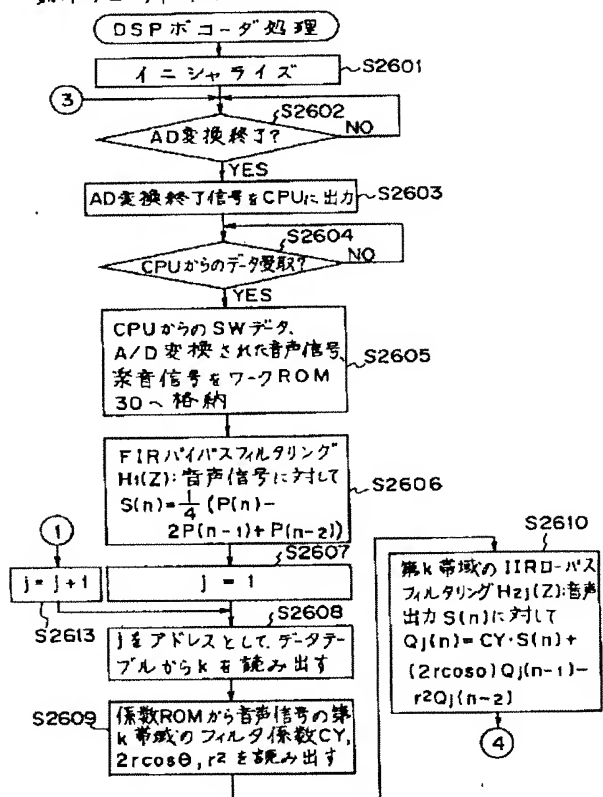 DSPボコーダ処理
イニシャライズ
S2601
3
S2602
AD変換終了?
NO
YES
AD変換終了信号をCPUに出力
S2603
S2604
CPUからのデータ受取?
NO
YES
CPUからのSWデータ、
A/D変換された音声信号、
楽音信号をワークROM
30へ格納
S2605
FIRハイパスフィルタリング
H1(Z):音声信号に対して
S(n)=1/4 (P(n)-
2P(n-1)+P(n-2))
S2606
1
S2607
j=j+1
j = 1
S2613
S2608
jをアドレスとして、データテー
ブルからkを読み出す
S2609
係数ROMから音声信号の第
k帯域のフィルタ係数CY,
2rcosθ, r²を読み出す
S2610
第k帯域のIIRローパス
フィルタリングH2j(Z):音声
出力S(n)に対して
Qj(n)=CY・S(n)+
(2rcosθ)Qj(n-1)-
r²Qj(n-2)
4